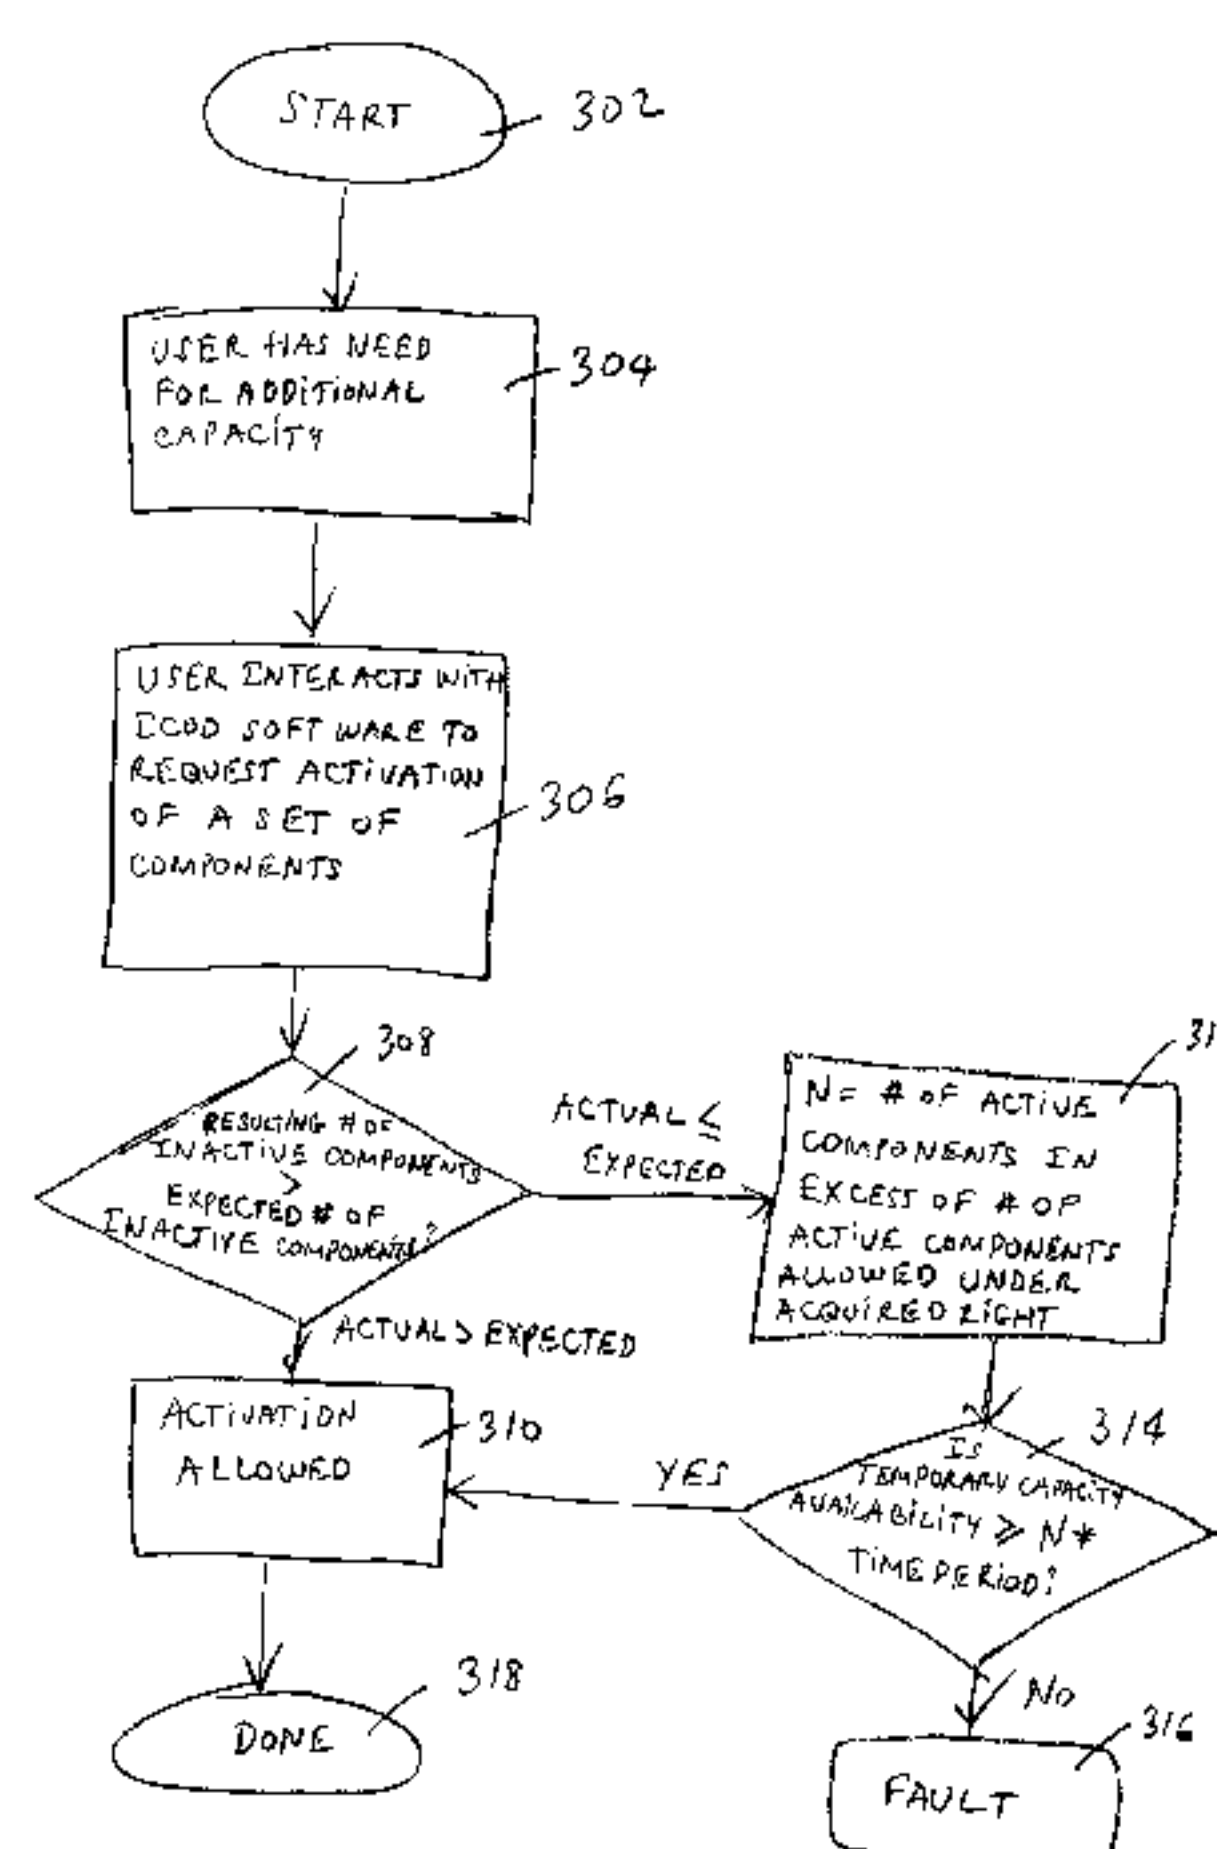 START
302
USER HAS NEED
FOR ADDITIONAL
CAPACITY
304
USER INTERACTS WITH
ICOD SOFTWARE TO
REQUEST ACTIVATION
OF A SET OF
COMPONENTS
306
308
RESULTING # OF
INACTIVE COMPONENTS
>
EXPECTED # OF
INACTIVE COMPONENTS?
ACTUAL ≤
EXPECTED
31
N = # OF ACTIVE
COMPONENTS IN
EXCESS OF # OF
ACTIVE COMPONENTS
ALLOWED UNDER
ACQUIRED RIGHT
ACTUAL > EXPECTED
ACTIVATION
ALLOWED
310
YES
314
IS
TEMPORARY CAPACITY
AVAILABILITY ≥ N *
TIME PERIOD?
NO
318
DONE
316
FAULT